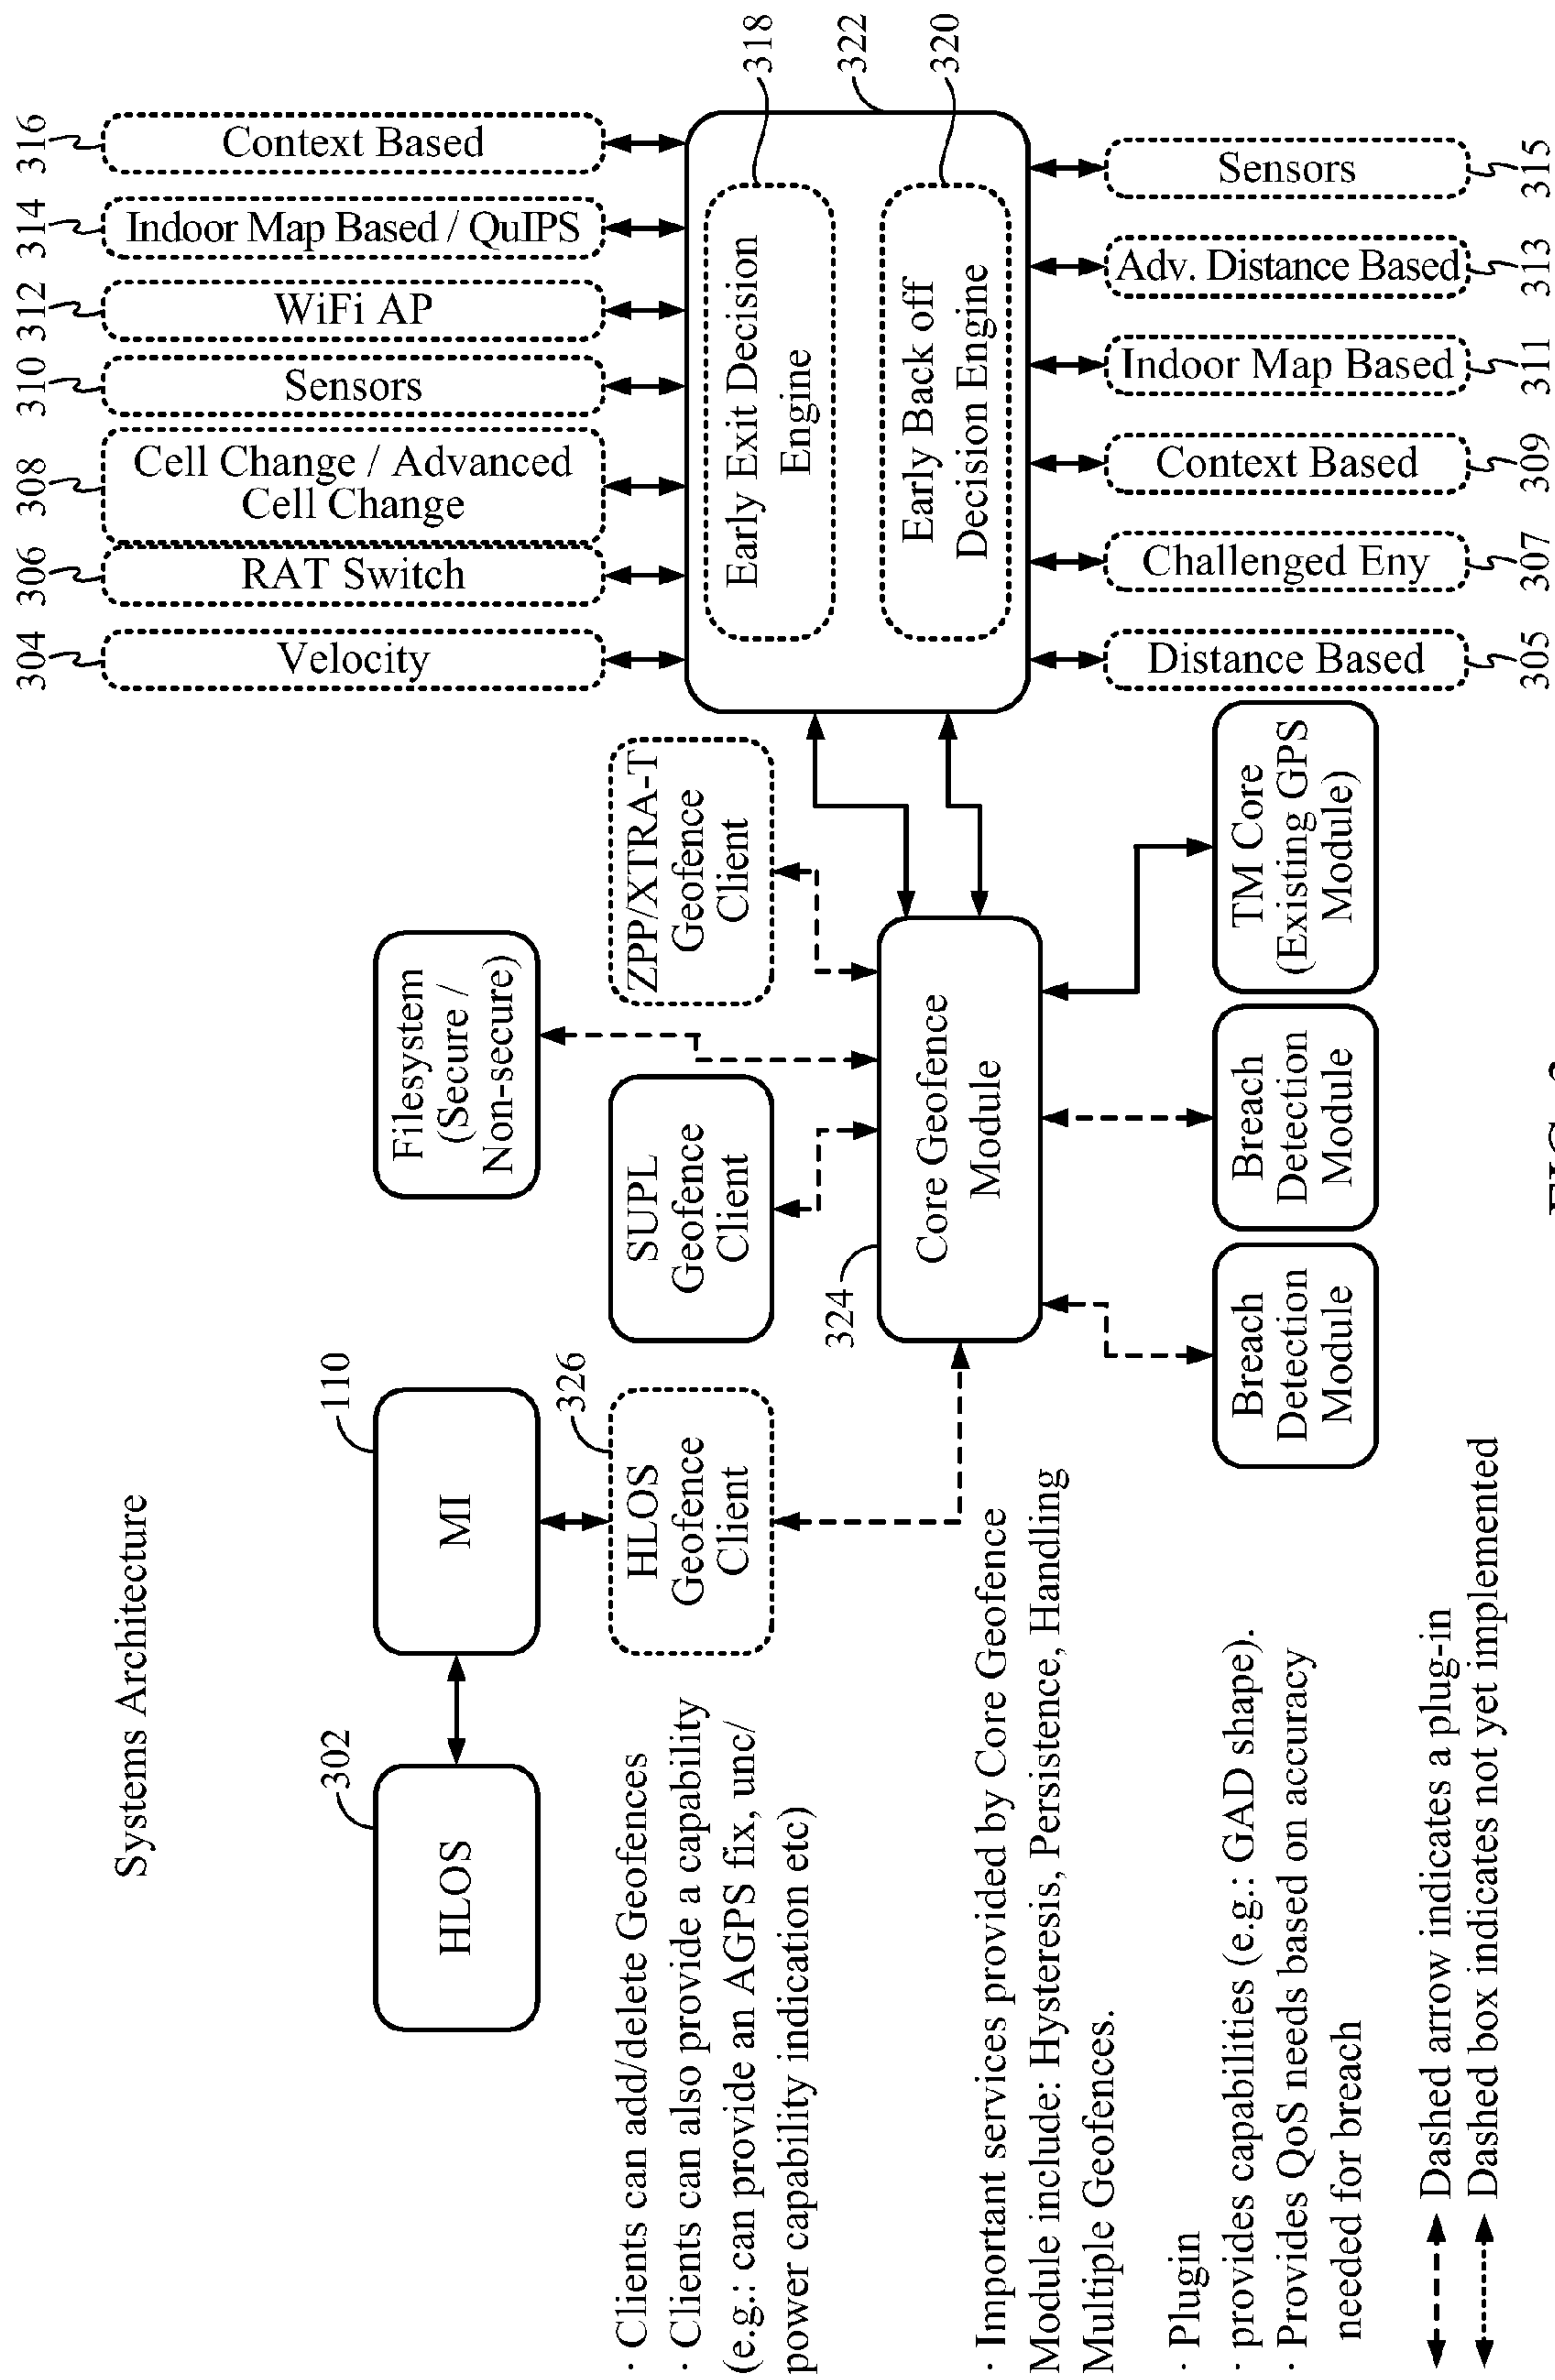 Systems Architecture
302
HLOS
110
MI
326
HLOS
Geofence
Client
SUPL
Geofence
Client
Filesystem
(Secure /
Non-secure)
ZPP/XTRA-T
Geofence
Client
324
Core Geofence
Module
Breach
Detection
Module
Breach
Detection
Module
TM Core
(Existing GPS
Module)
304
Velocity
306
RAT Switch
308
Cell Change / Advanced
Cell Change
310
Sensors
312
WiFi AP
314
Indoor Map Based / QuIPS
316
Context Based
Early Exit Decision
Engine
318
322
Early Back off
Decision Engine
320
Distance Based
305
Challenged Eny
307
Context Based
309
Indoor Map Based
311
Adv. Distance Based
313
Sensors
315
· Clients can add/delete Geofences
· Clients can also provide a capability
(e.g.: can provide an AGPS fix, unc/
power capability indication etc)
· Important services provided by Core Geofence
Module include: Hysteresis, Persistence, Handling
Multiple Geofences.
· Plugin
· provides capabilities (e.g.: GAD shape).
· Provides QoS needs based on accuracy
needed for breach
Dashed arrow indicates a plug-in
Dashed box indicates not yet implemented